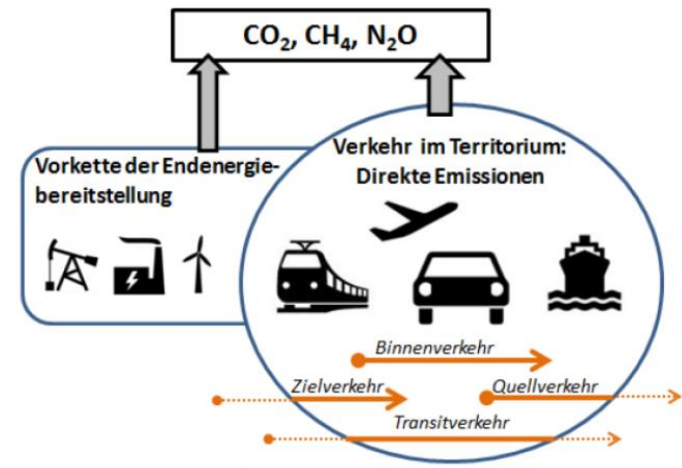 CO₂, CH₄, N₂O
Vorkette der Endenergie-
bereitstellung
Verkehr im Territorium:
Direkte Emissionen
Binnenverkehr
Zielverkehr
Quellverkehr
Transitverkehr